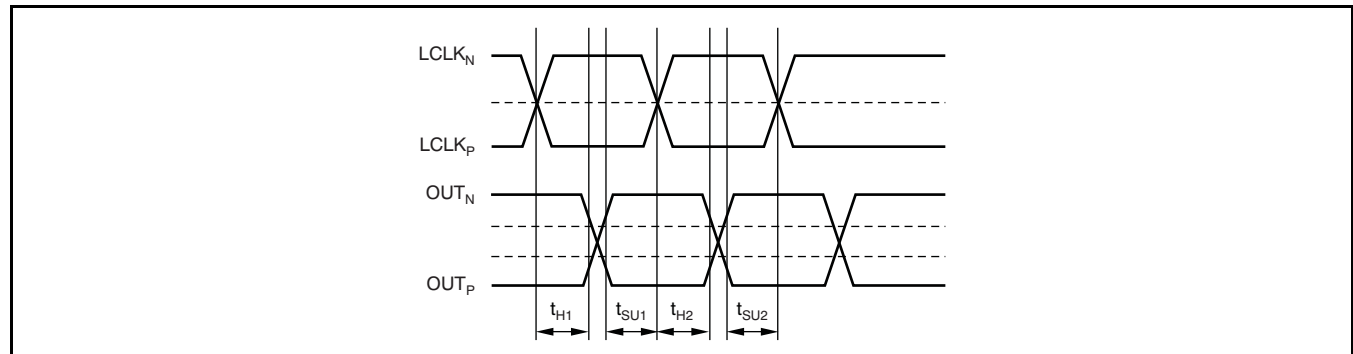 LCLKN
LCLKP
OUTN
OUTP
tH1 tSU1 tH2 tSU2